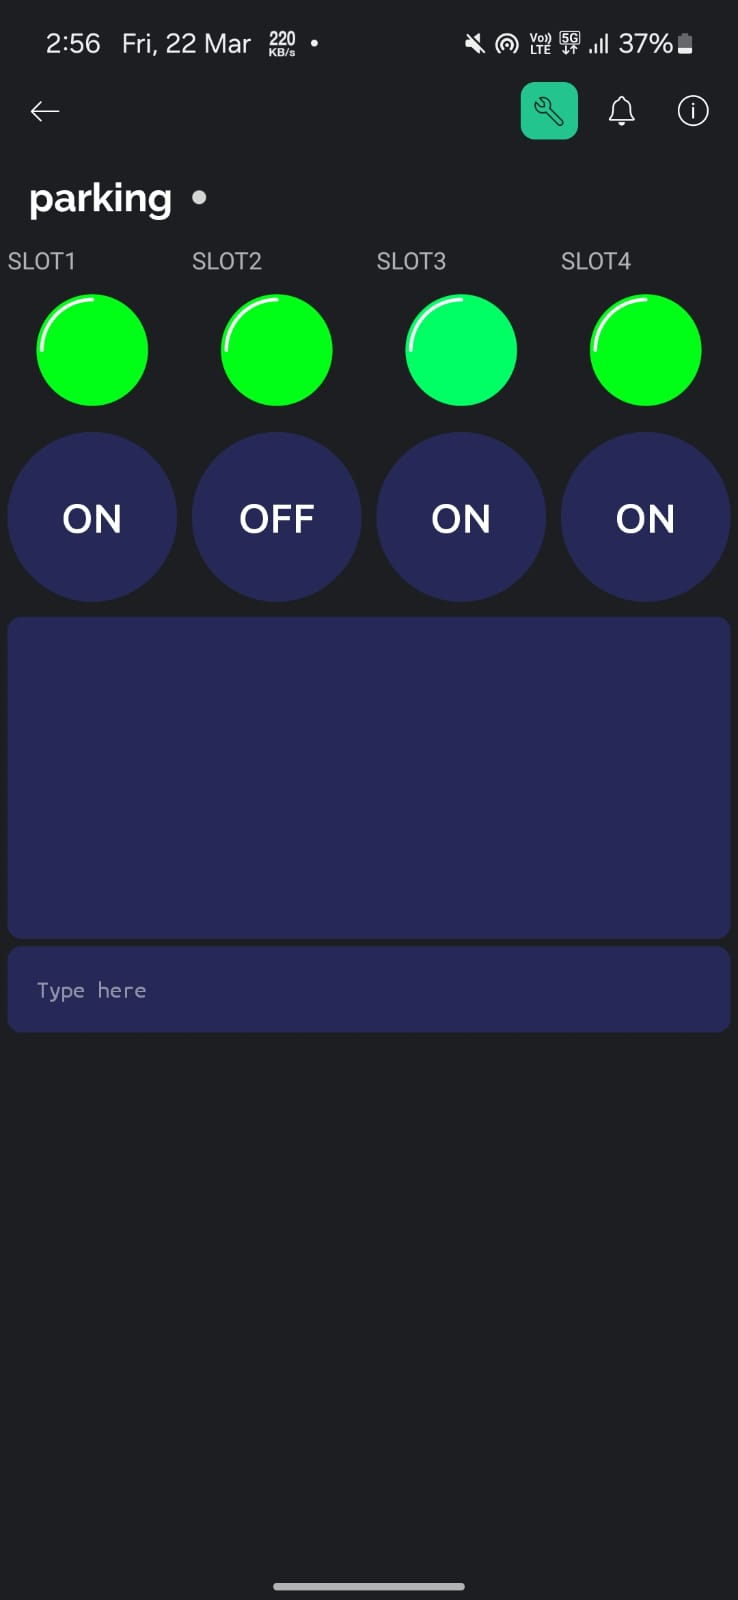 2:56 Fri, 22 Mar 220 KB/s Vo)) LTE 5G 37%
parking
SLOT1 SLOT2 SLOT3 SLOT4
ON OFF ON ON
Type here